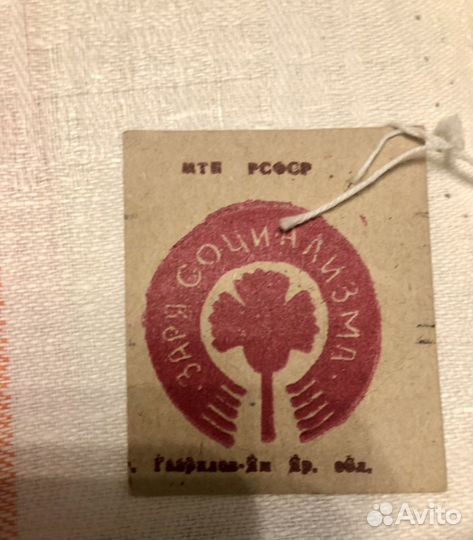 МТП РСФСР
ЗАРЯ СОЦИАЛИЗМА
. Гаврилов-Ям Яр. обл.
Avito